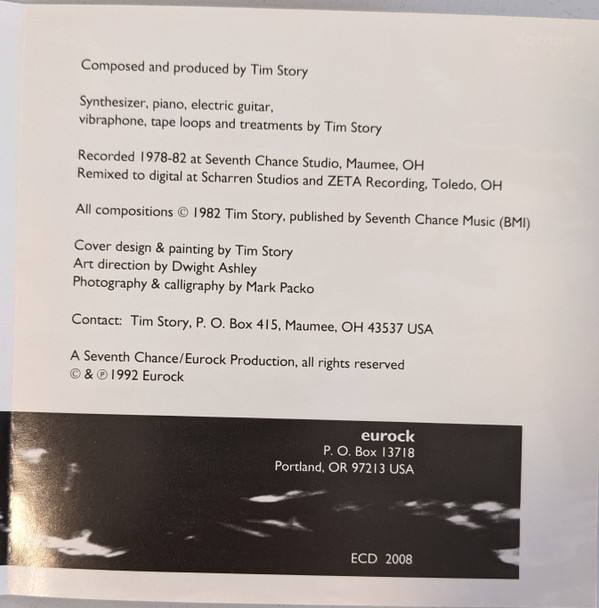 Composed and produced by Tim Story
Synthesizer, piano, electric guitar,
vibraphone, tape loops and treatments by Tim Story
Recorded 1978-82 at Seventh Chance Studio, Maumee, OH
Remixed to digital at Scharren Studios and ZETA Recording, Toledo, OH
All compositions © 1982 Tim Story, published by Seventh Chance Music (BMI)
Cover design & painting by Tim Story
Art direction by Dwight Ashley
Photography & calligraphy by Mark Packo
Contact: Tim Story, P. O. Box 415, Maumee, OH 43537 USA
A Seventh Chance/Eurock Production, all rights reserved
© & ℗ 1992 Eurock
eurock
P. O. Box 13718
Portland, OR 97213 USA
ECD 2008